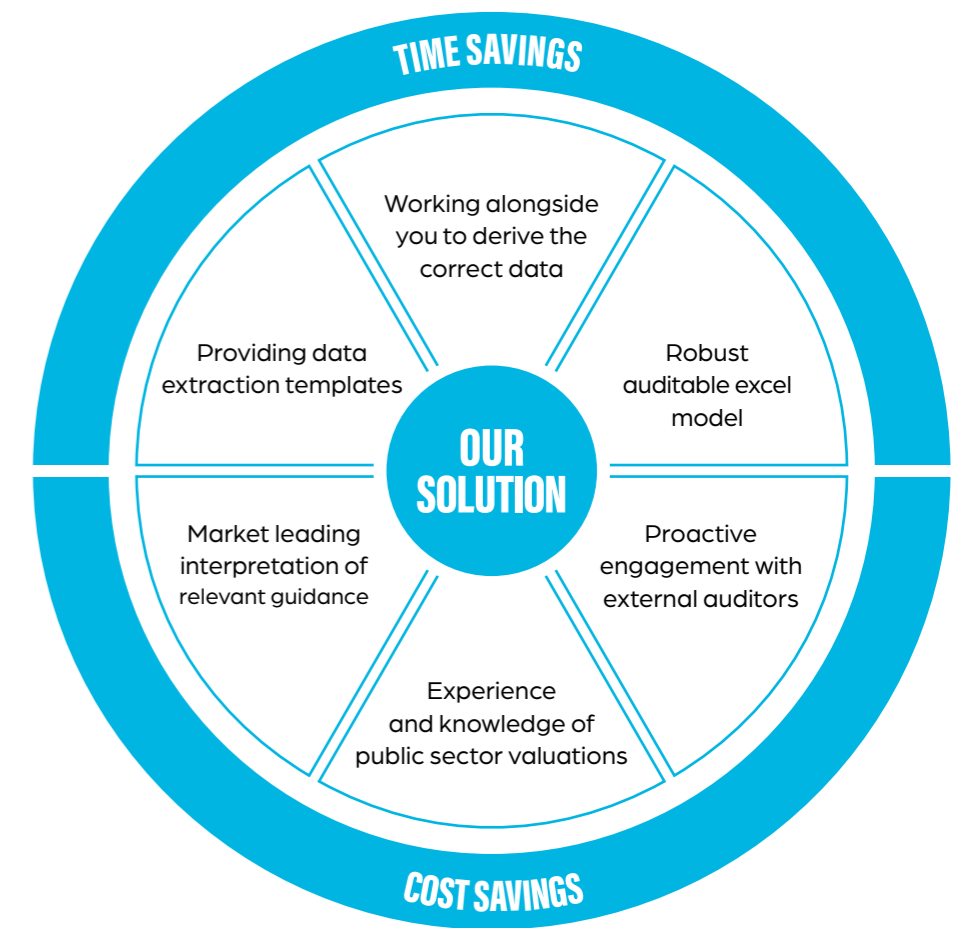 TIME SAVINGS
Working alongside
you to derive the
correct data
Providing data
extraction templates
Robust
auditable excel
model
OUR
SOLUTION
Market leading
interpretation of
relevant guidance
Proactive
engagement with
external auditors
Experience
and knowledge of
public sector valuations
COST SAVINGS